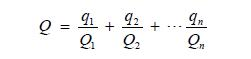 Q = q₁/Q₁ + q₂/Q₂ + ⋯ qₙ/Qₙ